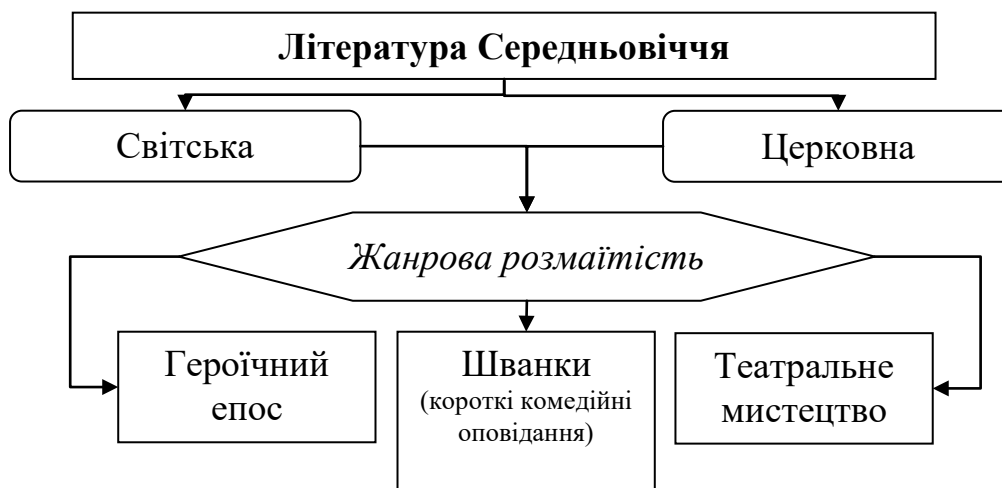 Література Середньовіччя
Світська
Церковна
Жанрова розмаїтість
Героїчний
епос
Шванки
(короткі комедійні
оповідання)
Театральне
мистецтво